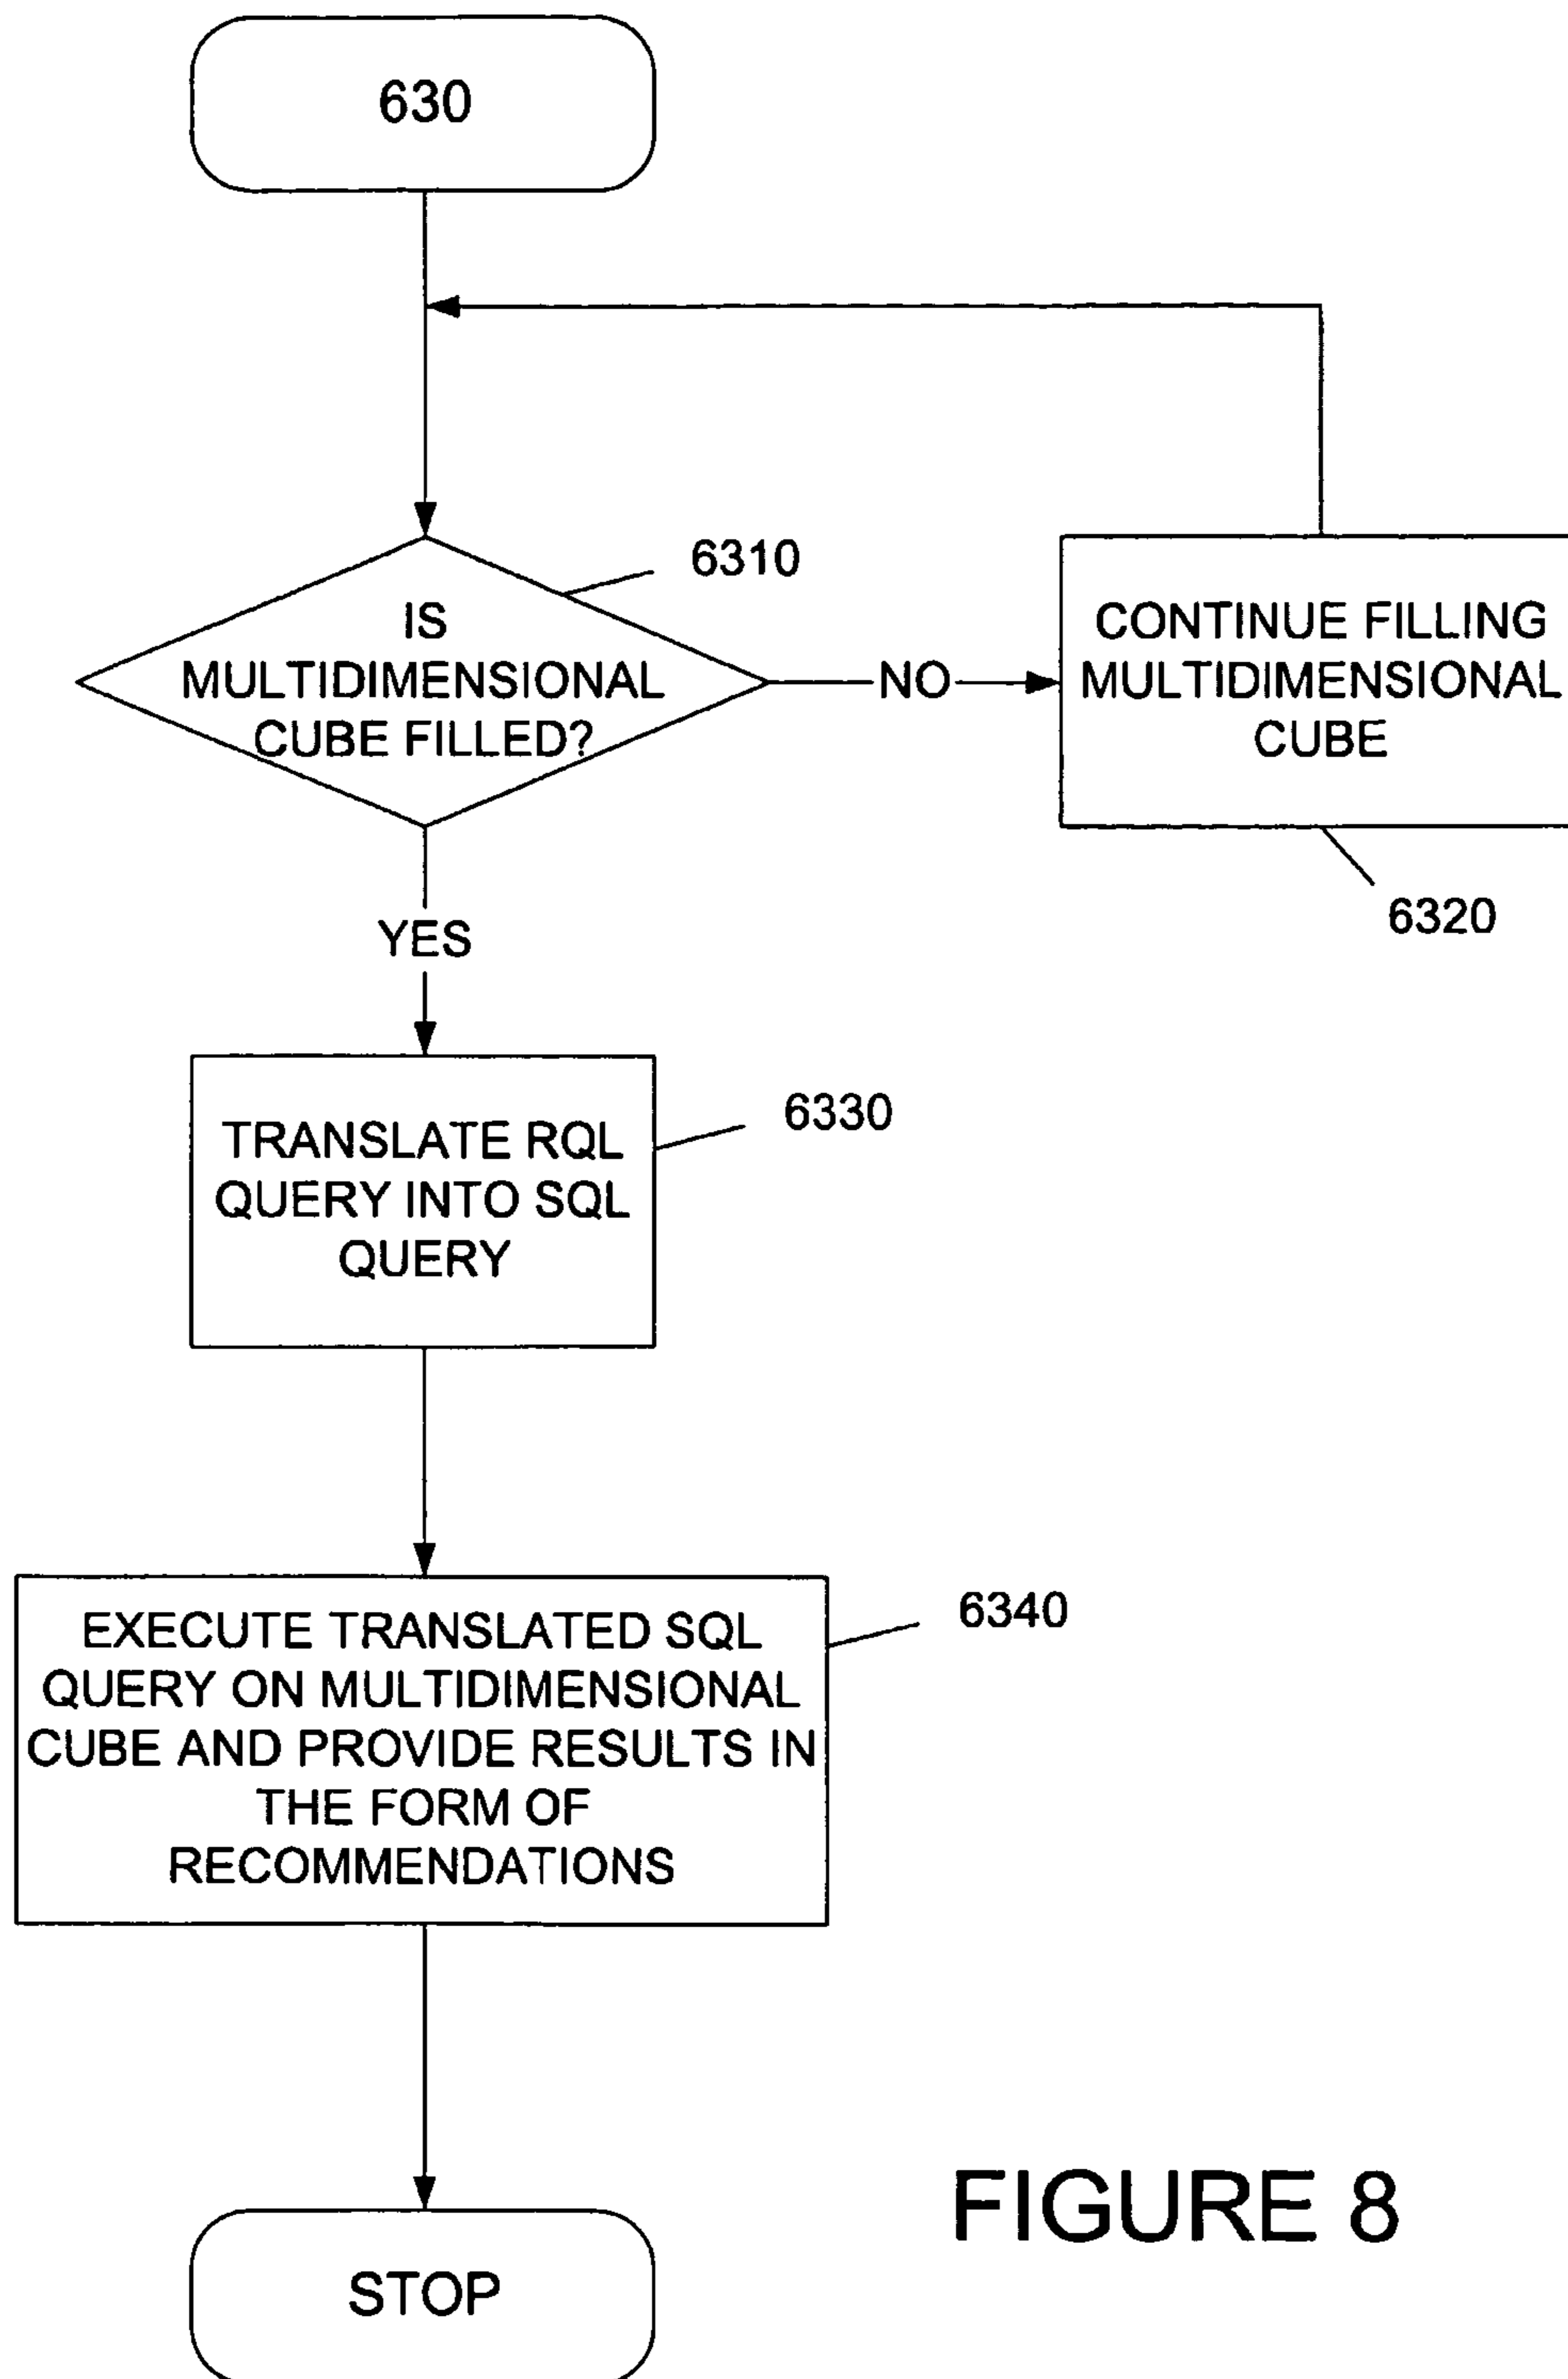 630
6310
IS
MULTIDIMENSIONAL
CUBE FILLED?
NO
CONTINUE FILLING
MULTIDIMENSIONAL
CUBE
6320
YES
6330
TRANSLATE RQL
QUERY INTO SQL
QUERY
6340
EXECUTE TRANSLATED SQL
QUERY ON MULTIDIMENSIONAL
CUBE AND PROVIDE RESULTS IN
THE FORM OF
RECOMMENDATIONS
FIGURE 8
STOP